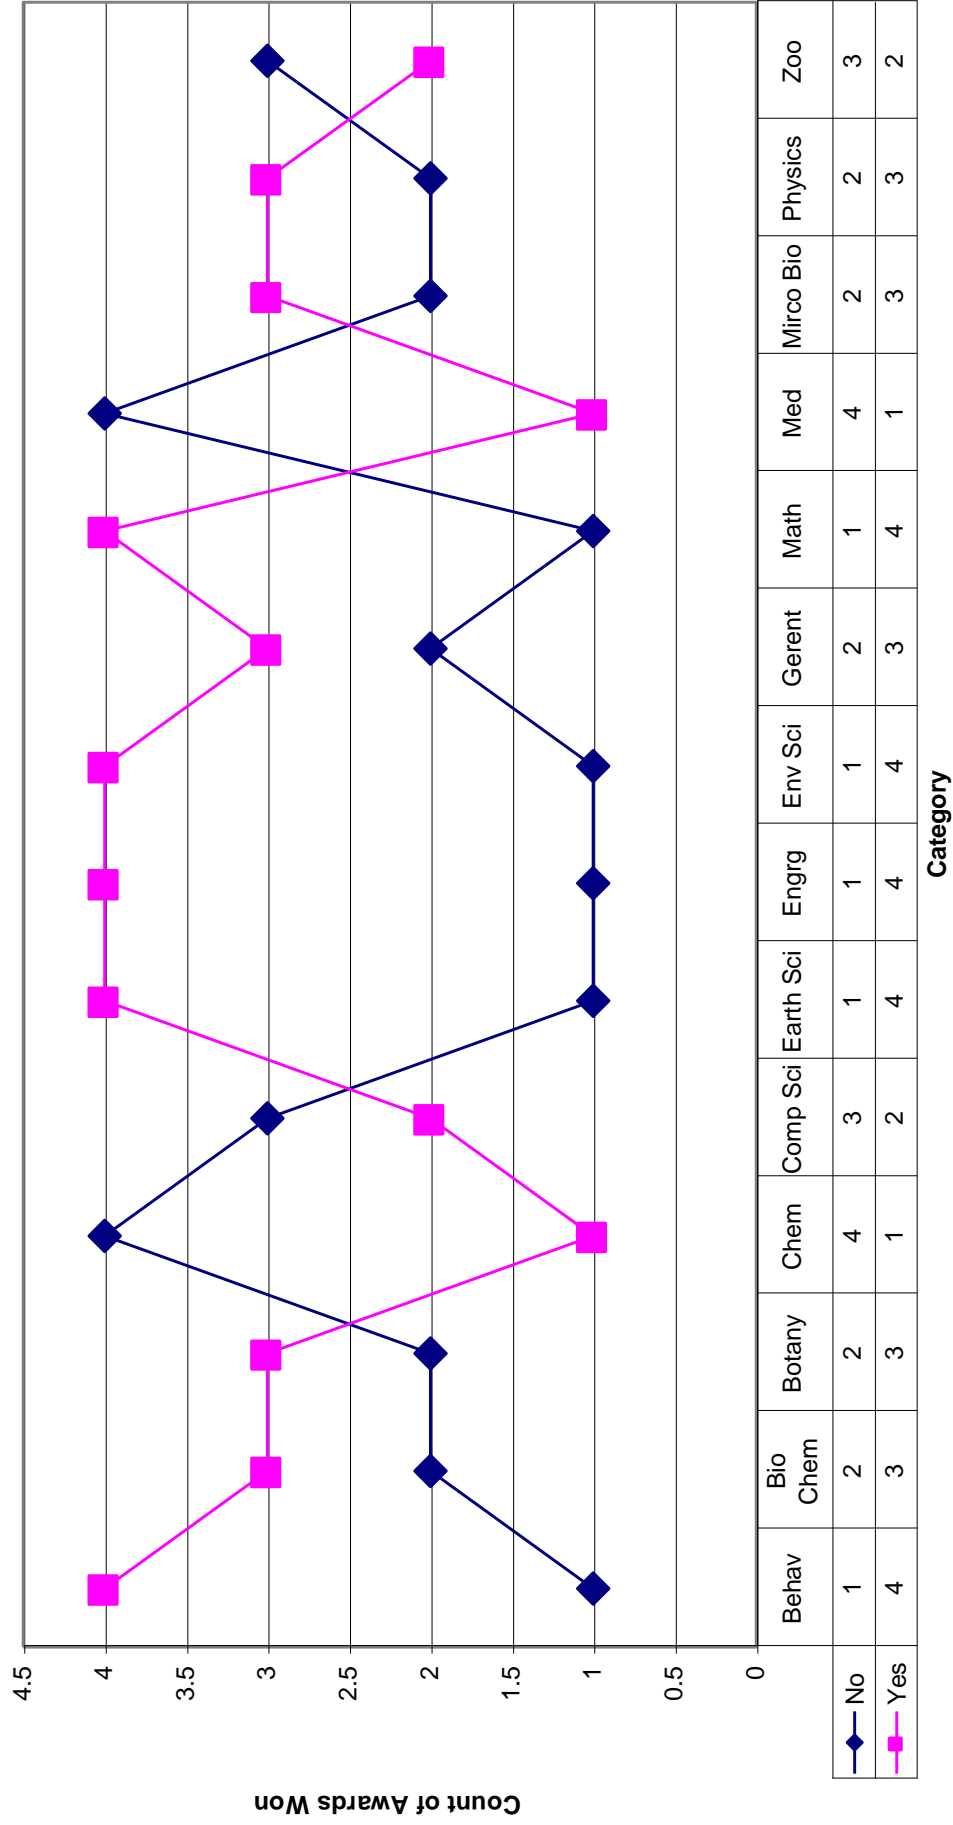 Count of Awards Won
4.5
4
3.5
3
2.5
2
1.5
1
0.5
0
Behav Bio Chem Botany Chem Comp Sci Earth Sci Engrg Env Sci Gerent Math Med Mirco Bio Physics Zoo
No 1 2 2 4 3 1 1 1 2 1 4 2 2 3
Yes 4 3 3 1 2 4 4 4 3 4 1 3 3 2
Category